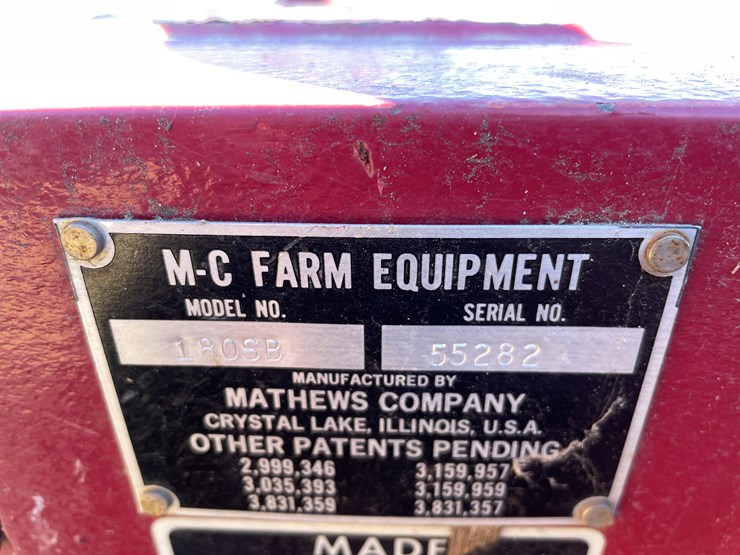 M-C FARM EQUIPMENT
MODEL NO. SERIAL NO.
180SB 55282
MANUFACTURED BY
MATHEWS COMPANY
CRYSTAL LAKE, ILLINOIS, U.S.A.
OTHER PATENTS PENDING
2,999,346 3,159,957
3,035,393 3,159,959
3,831,359 3,831,357
MADE